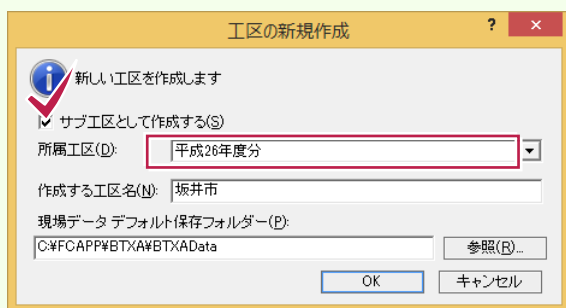 工区の新規作成
? ×
新しい工区を作成します
サブ工区として作成する(S)
所属工区(D): 平成26年度分
作成する工区名(N): 坂井市
現場データ デフォルト保存フォルダー(P):
C:¥FCAPP¥BTXA¥BTXAData 参照(R)...
OK キャンセル